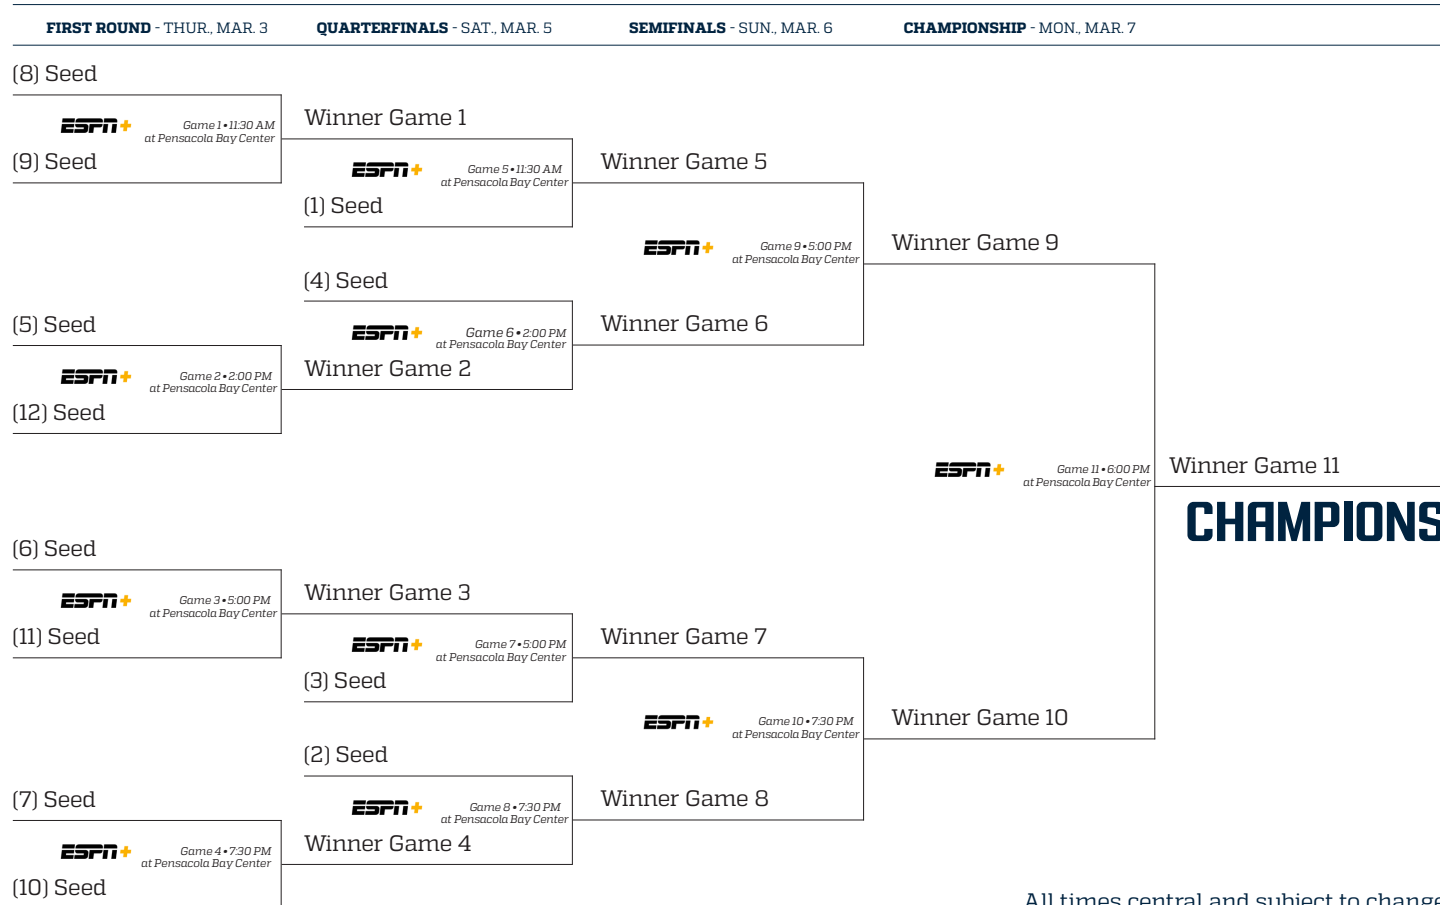 FIRST ROUND - THUR., MAR. 3
QUARTERFINALS - SAT., MAR. 5
SEMIFINALS - SUN., MAR. 6
CHAMPIONSHIP - MON., MAR. 7
(8) Seed
ESPN+
Game 1 • 11:30 AM
at Pensacola Bay Center
(9) Seed
Winner Game 1
ESPN+
Game 5 • 11:30 AM
at Pensacola Bay Center
(1) Seed
Winner Game 5
ESPN+
Game 9 • 5:00 PM
at Pensacola Bay Center
Winner Game 9
(4) Seed
ESPN+
Game 6 • 2:00 PM
at Pensacola Bay Center
Winner Game 2
Winner Game 6
(5) Seed
ESPN+
Game 2 • 2:00 PM
at Pensacola Bay Center
(12) Seed
ESPN+
Game 11 • 6:00 PM
at Pensacola Bay Center
Winner Game 11
CHAMPIONS
(6) Seed
ESPN+
Game 3 • 5:00 PM
at Pensacola Bay Center
(11) Seed
Winner Game 3
ESPN+
Game 7 • 5:00 PM
at Pensacola Bay Center
(3) Seed
Winner Game 7
ESPN+
Game 10 • 7:30 PM
at Pensacola Bay Center
Winner Game 10
(2) Seed
ESPN+
Game 8 • 7:30 PM
at Pensacola Bay Center
Winner Game 4
Winner Game 8
(7) Seed
ESPN+
Game 4 • 7:30 PM
at Pensacola Bay Center
(10) Seed
All times central and subject to change